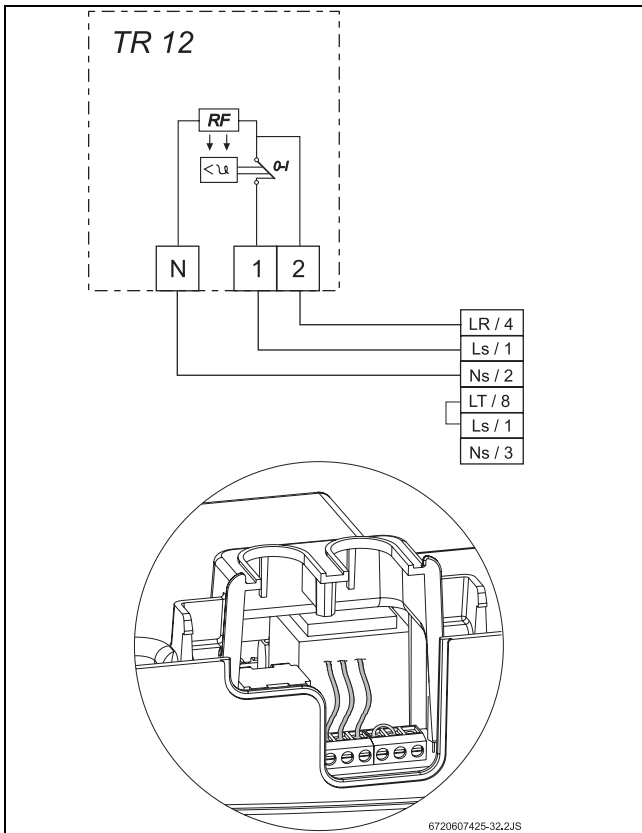 TR 12
RF
0-I
N 1 2
LR / 4
Ls / 1
Ns / 2
LT / 8
Ls / 1
Ns / 3
6720607425-32.2JS